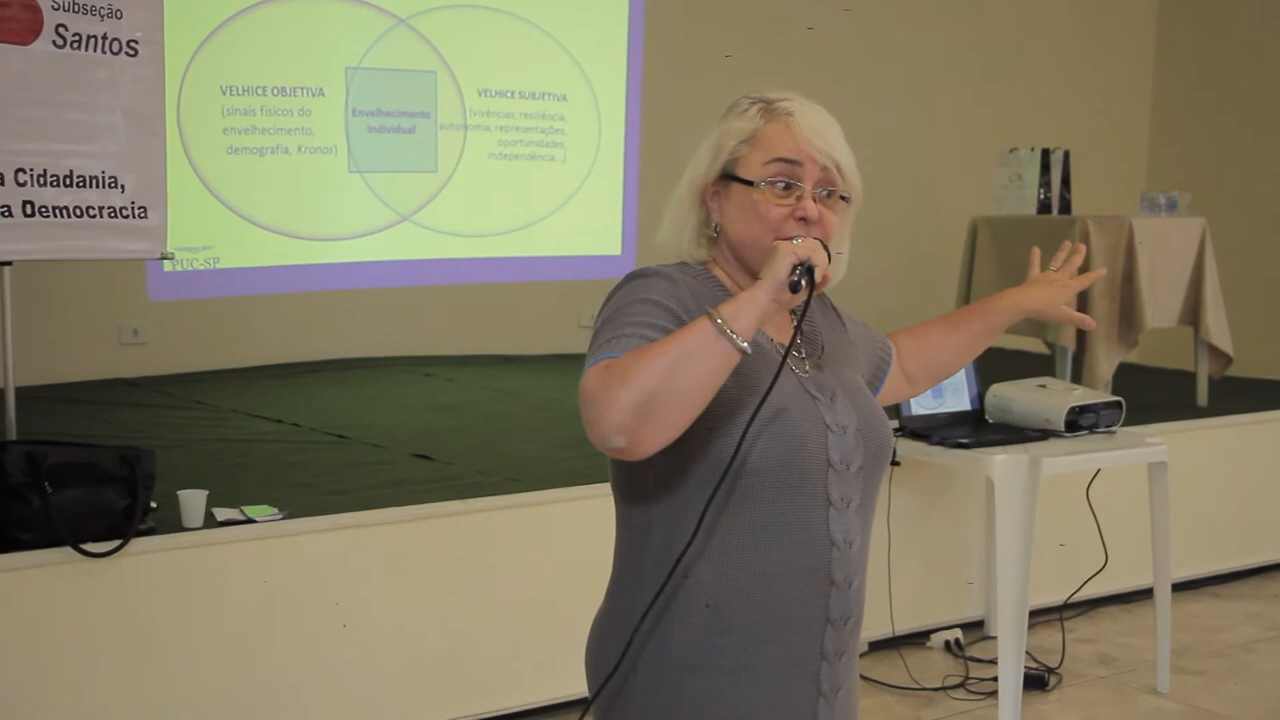 Subseção
Santos
a Cidadania,
a Democracia
VELHICE OBJETIVA
(sinais físicos do
envelhecimento,
demografia, Kronos)
Envelhecimento
individual
VELHICE SUBJETIVA
(vivências, resiliência,
autonomia, representações,
oportunidades,
independência...)
PUC-SP